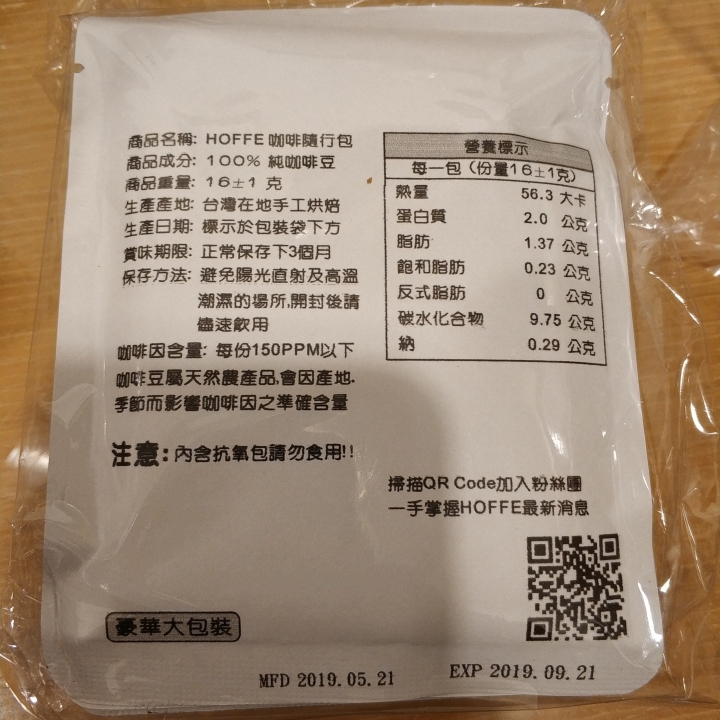 商品名稱: HOFFE 咖啡隨行包
商品成分: 100% 純咖啡豆
商品重量: 16±1 克
生產產地: 台灣在地手工烘焙
生產日期: 標示於包裝袋下方
賞味期限: 正常保存下3個月
保存方法: 避免陽光直射及高溫
潮濕的場所,開封後請
儘速飲用
咖啡因含量: 每份150PPM以下
咖啡豆屬天然農產品,會因產地.
季節而影響咖啡因之準確含量
注意: 內含抗氧包請勿食用!!
營養標示
每一包 (份量16±1克)
熱量 56.3 大卡
蛋白質 2.0 公克
脂肪 1.37 公克
飽和脂肪 0.23 公克
反式脂肪 0 公克
碳水化合物 9.75 公克
納 0.29 公克
掃描QR Code加入粉絲團
一手掌握HOFFE最新消息
豪華大包裝
MFD 2019.05.21
EXP 2019.09.21